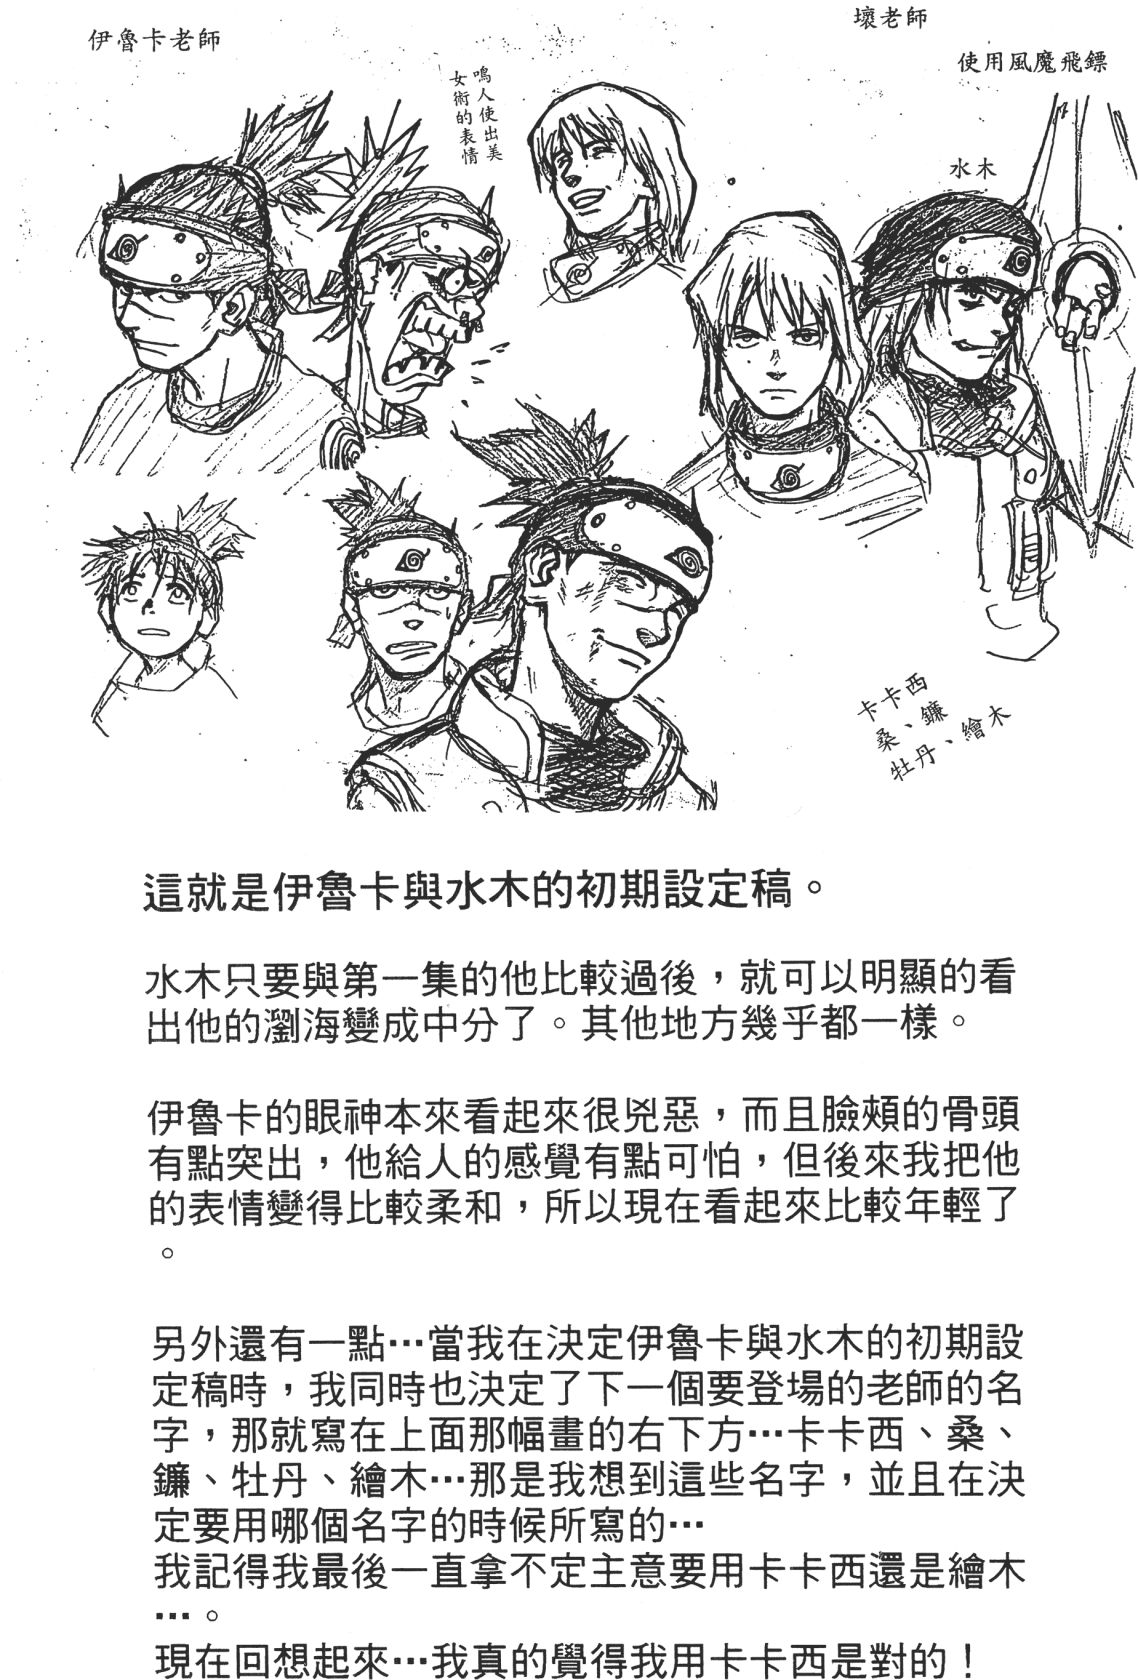 伊魯卡老師
壞老師
使用風魔飛鏢
鳴人使出美
女術的表情
水木
卡卡西
桑、鐮
牡丹、繪木
這就是伊魯卡與水木的初期設定稿。
水木只要與第一集的他比較過後，就可以明顯的看
出他的瀏海變成中分了。其他地方幾乎都一樣。
伊魯卡的眼神本來看起來很兇惡，而且臉頰的骨頭
有點突出，他給人的感覺有點可怕，但後來我把他
的表情變得比較柔和，所以現在看起來比較年輕了
。
另外還有一點…當我在決定伊魯卡與水木的初期設
定稿時，我同時也決定了下一個要登場的老師的名
字，那就寫在上面那幅畫的右下方…卡卡西、桑、
鐮、牡丹、繪木…那是我想到這些名字，並且在決
定要用哪個名字的時候所寫的…
我記得我最後一直拿不定主意要用卡卡西還是繪木
…。
現在回想起來…我真的覺得我用卡卡西是對的！